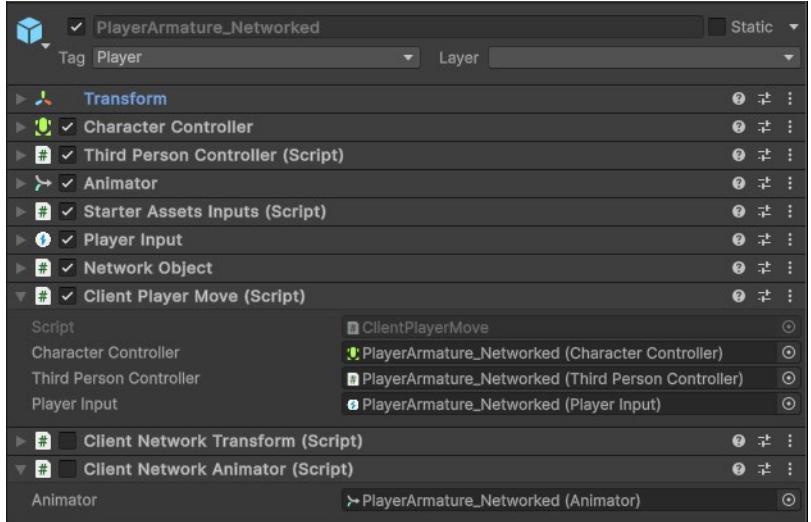 PlayerArmature_Networked Static
Tag Player Layer
Transform
Character Controller
# Third Person Controller (Script)
Animator
# Starter Assets Inputs (Script)
Player Input
# Network Object
# Client Player Move (Script)
Script # ClientPlayerMove
Character Controller PlayerArmature_Networked (Character Controller)
Third Person Controller # PlayerArmature_Networked (Third Person Controller)
Player Input PlayerArmature_Networked (Player Input)
# Client Network Transform (Script)
# Client Network Animator (Script)
Animator PlayerArmature_Networked (Animator)